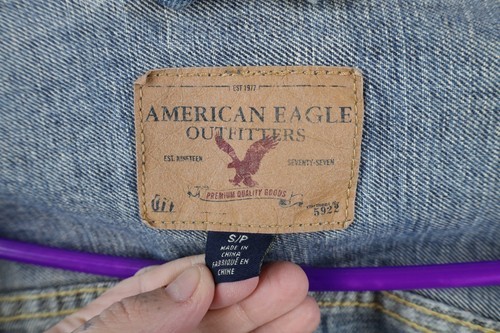 EST 1977
AMERICAN EAGLE
OUTFITTERS
EST. NINETEEN SEVENTY-SEVEN
PREMIUM QUALITY GOODS
S/P
MADE IN
CHINA
FABRIQUÉ EN
CHINE